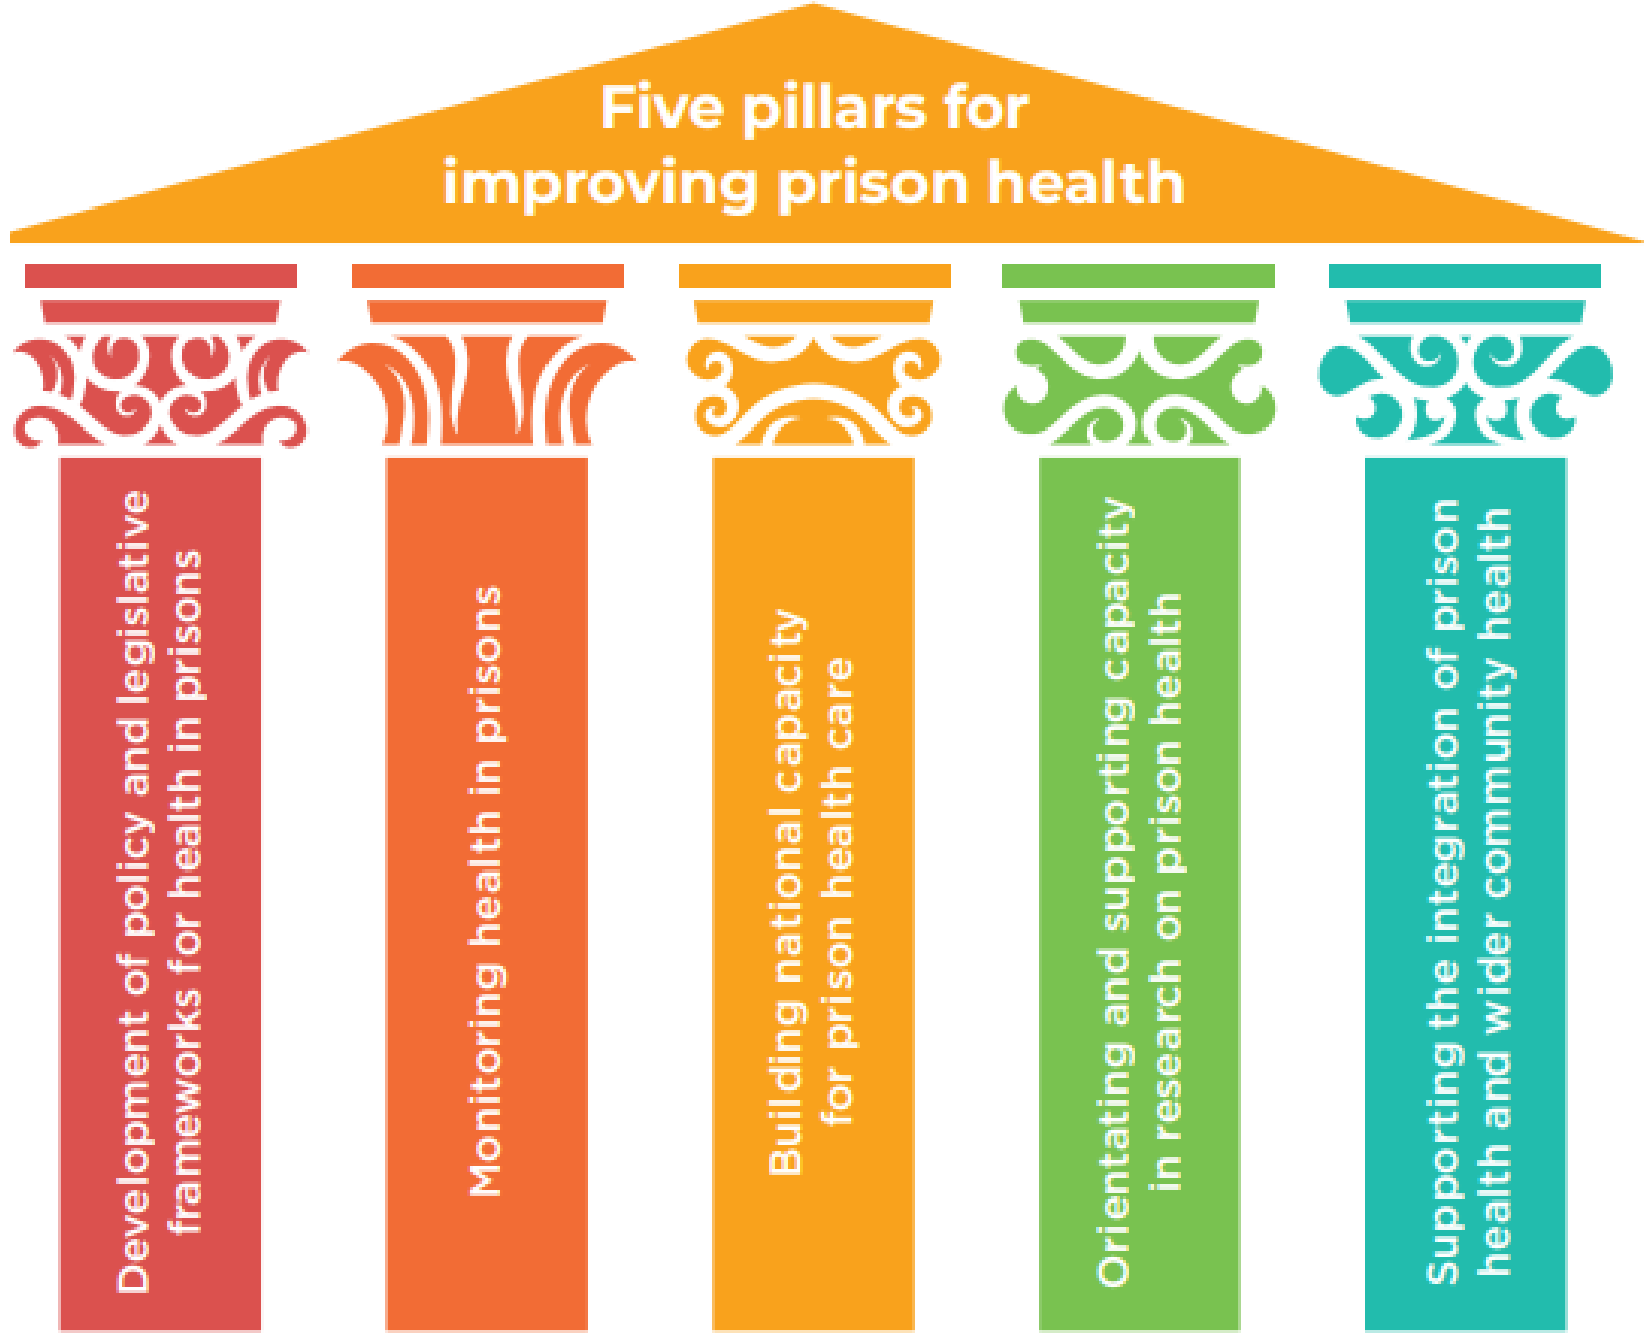 Five pillars for
improving prison health
Development of policy and legislative
frameworks for health in prisons
Monitoring health in prisons
Building national capacity
for prison health care
Orientating and supporting capacity
in research on prison health
Supporting the integration of prison
health and wider community health